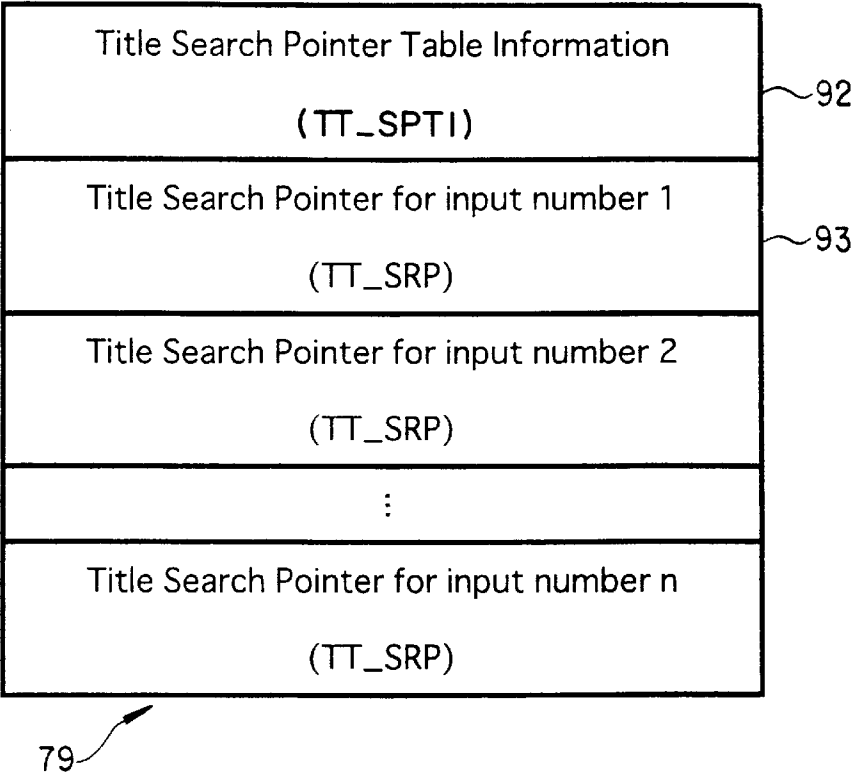 Title Search Pointer Table Information
(TT_SPTI)
92
Title Search Pointer for input number 1
(TT_SRP)
93
Title Search Pointer for input number 2
(TT_SRP)
⋮
Title Search Pointer for input number n
(TT_SRP)
79